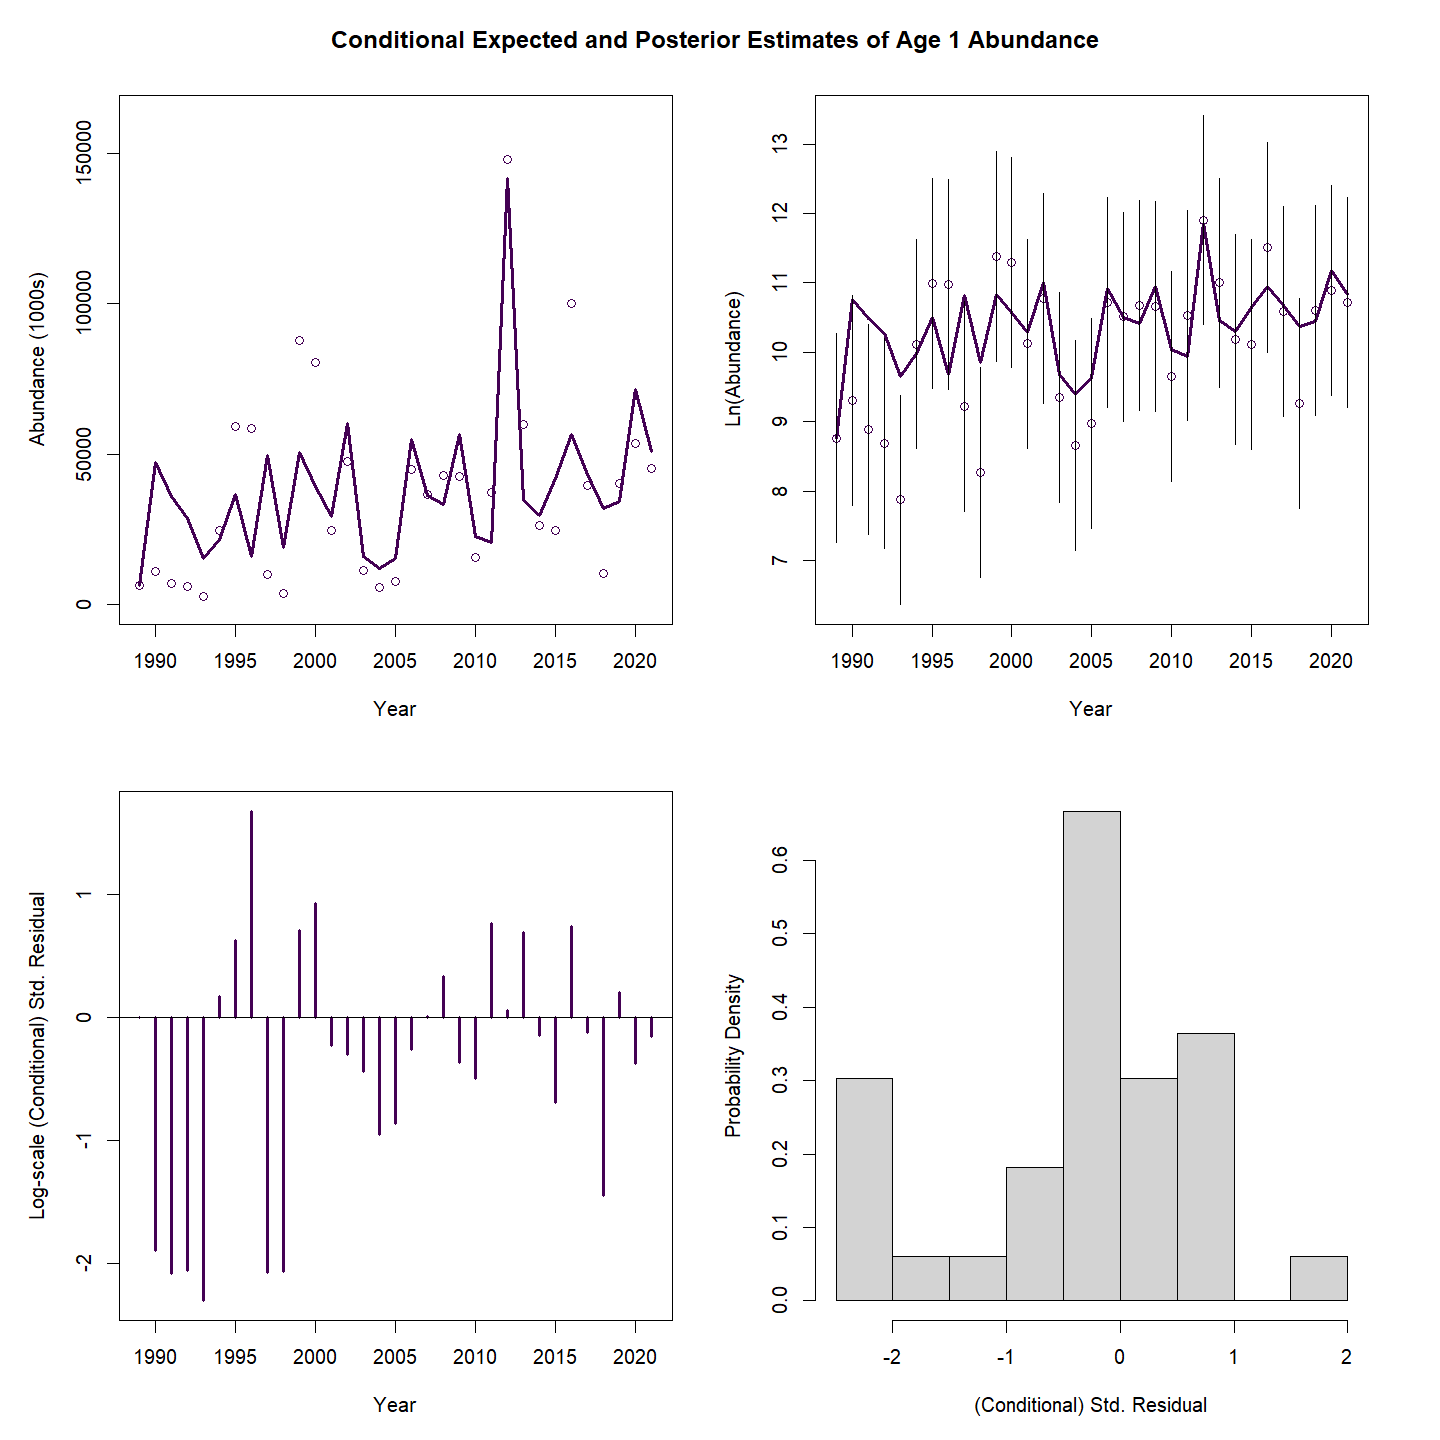 Conditional Expected and Posterior Estimates of Age 1 Abundance
Abundance (1000s)
0 50000 100000 150000
1990 1995 2000 2005 2010 2015 2020
Year
Ln(Abundance)
7 8 9 10 11 12 13
1990 1995 2000 2005 2010 2015 2020
Year
Log-scale (Conditional) Std. Residual
-2 -1 0 1
1990 1995 2000 2005 2010 2015 2020
Year
Probability Density
0.0 0.1 0.2 0.3 0.4 0.5 0.6
-2 -1 0 1 2
(Conditional) Std. Residual